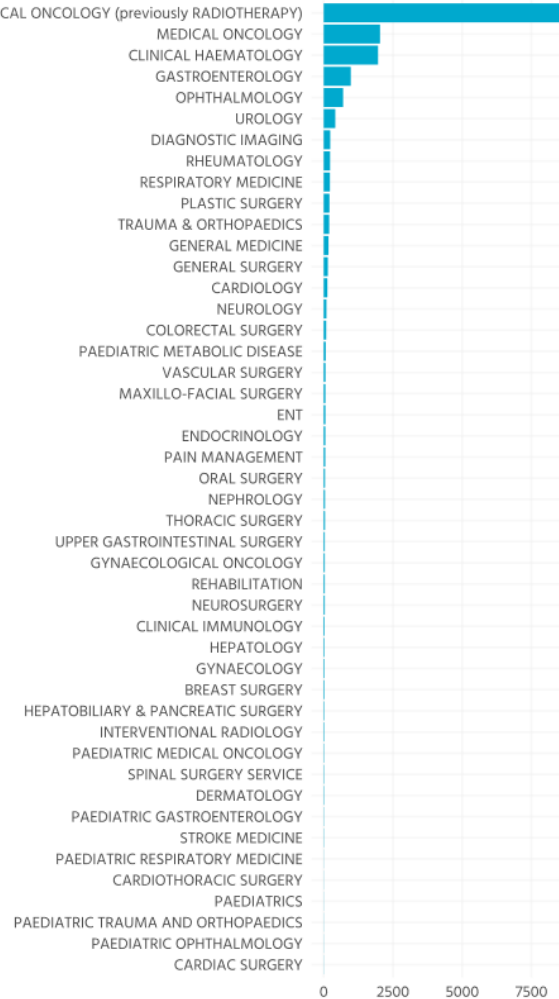 CAL ONCOLOGY (previously RADIOTHERAPY)
MEDICAL ONCOLOGY
CLINICAL HAEMATOLOGY
GASTROENTEROLOGY
OPHTHALMOLOGY
UROLOGY
DIAGNOSTIC IMAGING
RHEUMATOLOGY
RESPIRATORY MEDICINE
PLASTIC SURGERY
TRAUMA & ORTHOPAEDICS
GENERAL MEDICINE
GENERAL SURGERY
CARDIOLOGY
NEUROLOGY
COLORECTAL SURGERY
PAEDIATRIC METABOLIC DISEASE
VASCULAR SURGERY
MAXILLO-FACIAL SURGERY
ENT
ENDOCRINOLOGY
PAIN MANAGEMENT
ORAL SURGERY
NEPHROLOGY
THORACIC SURGERY
UPPER GASTROINTESTINAL SURGERY
GYNAECOLOGICAL ONCOLOGY
REHABILITATION
NEUROSURGERY
CLINICAL IMMUNOLOGY
HEPATOLOGY
GYNAECOLOGY
BREAST SURGERY
HEPATOBILIARY & PANCREATIC SURGERY
INTERVENTIONAL RADIOLOGY
PAEDIATRIC MEDICAL ONCOLOGY
SPINAL SURGERY SERVICE
DERMATOLOGY
PAEDIATRIC GASTROENTEROLOGY
STROKE MEDICINE
PAEDIATRIC RESPIRATORY MEDICINE
CARDIOTHORACIC SURGERY
PAEDIATRICS
PAEDIATRIC TRAUMA AND ORTHOPAEDICS
PAEDIATRIC OPHTHALMOLOGY
CARDIAC SURGERY
0 2500 5000 7500